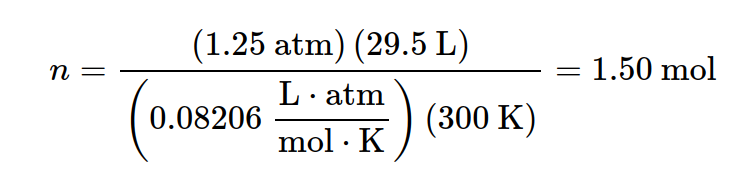 n = (1.25 atm) (29.5 L) / (0.08206 L · atm / mol · K) (300 K) = 1.50 mol